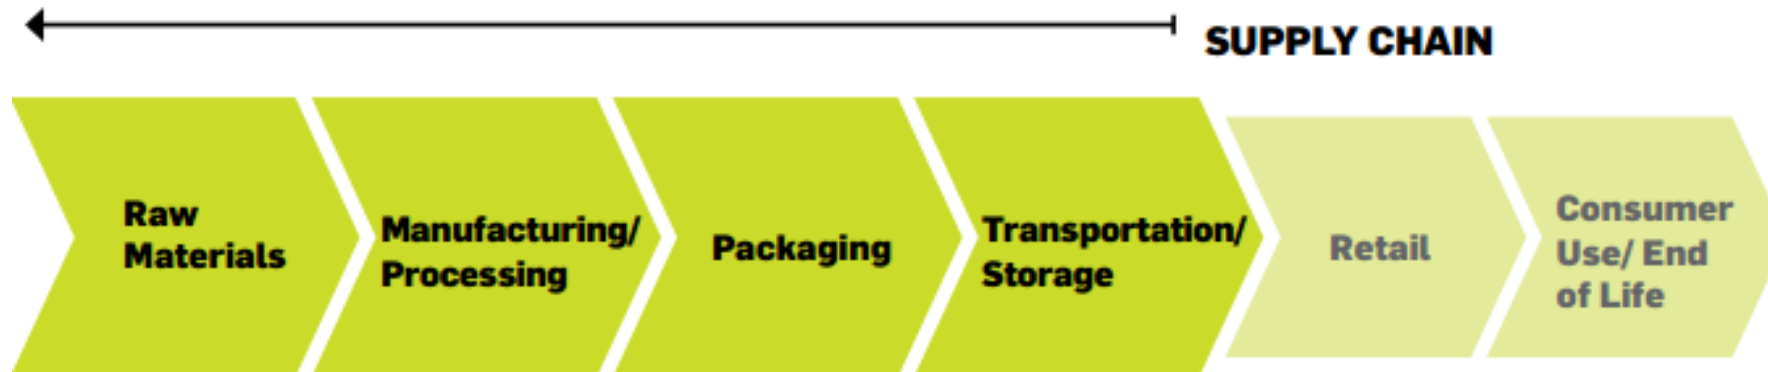 SUPPLY CHAIN
Raw
Materials
Manufacturing/
Processing
Packaging
Transportation/
Storage
Retail
Consumer
Use/ End
of Life